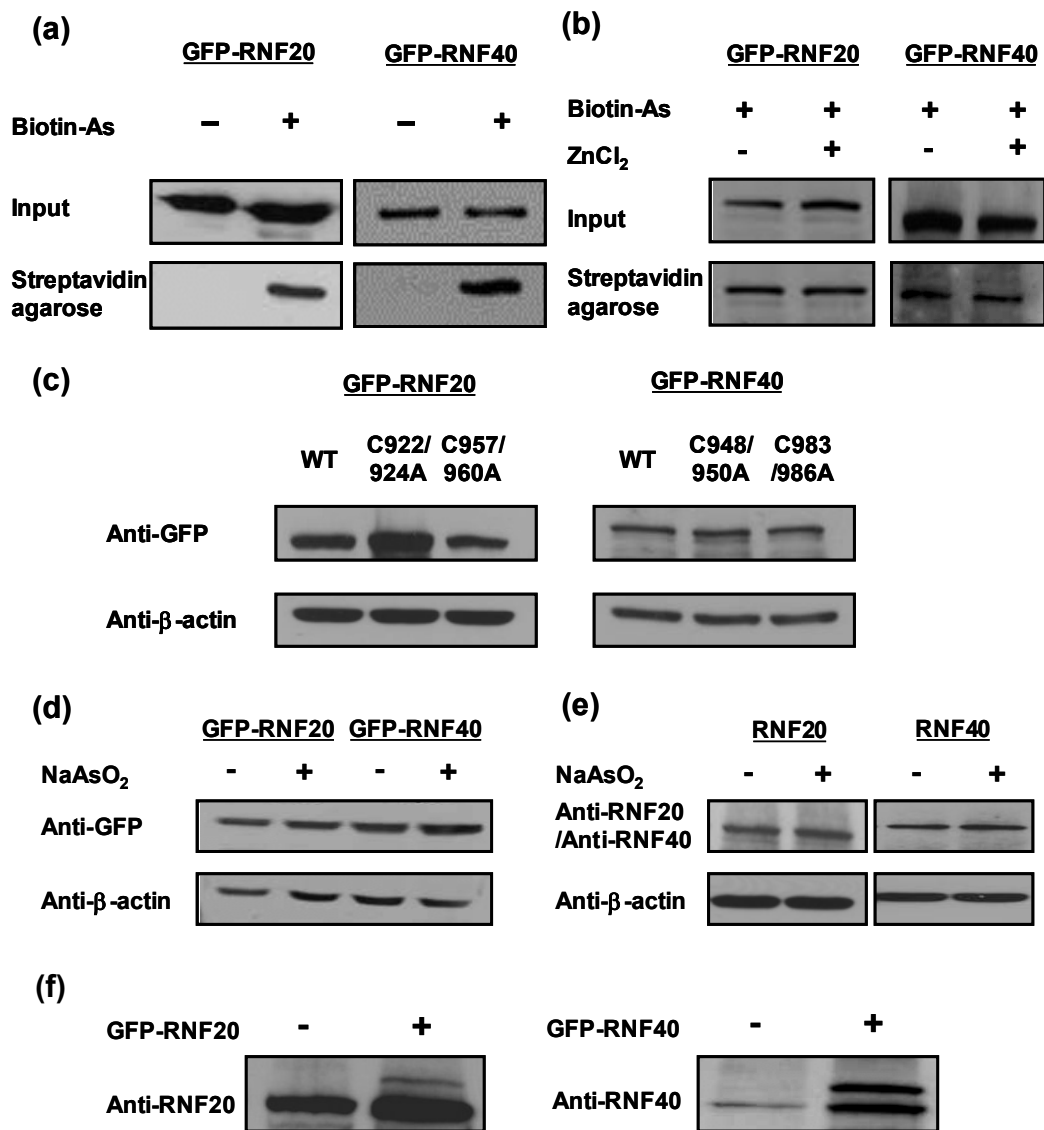 (a)
GFP-RNF20 GFP-RNF40
Biotin-As – + – +
Input
Streptavidin
agarose
(b)
GFP-RNF20 GFP-RNF40
Biotin-As + + + +
ZnCl2 - + - +
Input
Streptavidin
agarose
(c)
GFP-RNF20 GFP-RNF40
WT C922/ 924A C957/ 960A WT C948/ 950A C983 /986A
Anti-GFP
Anti-β-actin
(d)
GFP-RNF20 GFP-RNF40
NaAsO2 - + - +
Anti-GFP
Anti-β-actin
(e)
RNF20 RNF40
NaAsO2 - + - +
Anti-RNF20
/Anti-RNF40
Anti-β-actin
(f)
GFP-RNF20 - +
Anti-RNF20
GFP-RNF40 - +
Anti-RNF40